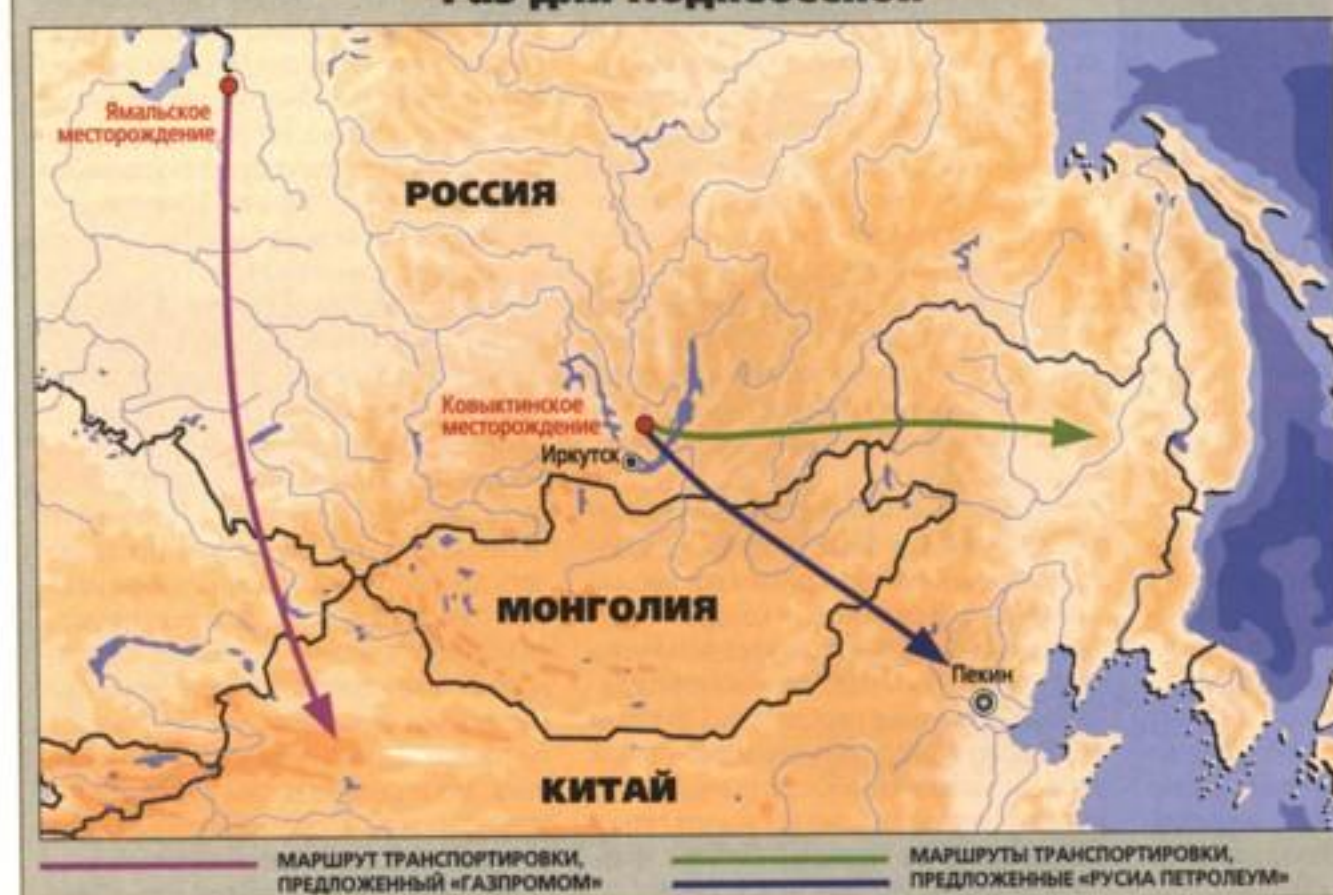 Ямальское
месторождение
РОССИЯ
Ковыктинское
месторождение
Иркутск
МОНГОЛИЯ
Пекин
КИТАЙ
МАРШРУТ ТРАНСПОРТИРОВКИ,
ПРЕДЛОЖЕННЫЙ «ГАЗПРОМОМ»
МАРШРУТЫ ТРАНСПОРТИРОВКИ,
ПРЕДЛОЖЕННЫЕ «РУСИА ПЕТРОЛЕУМ»